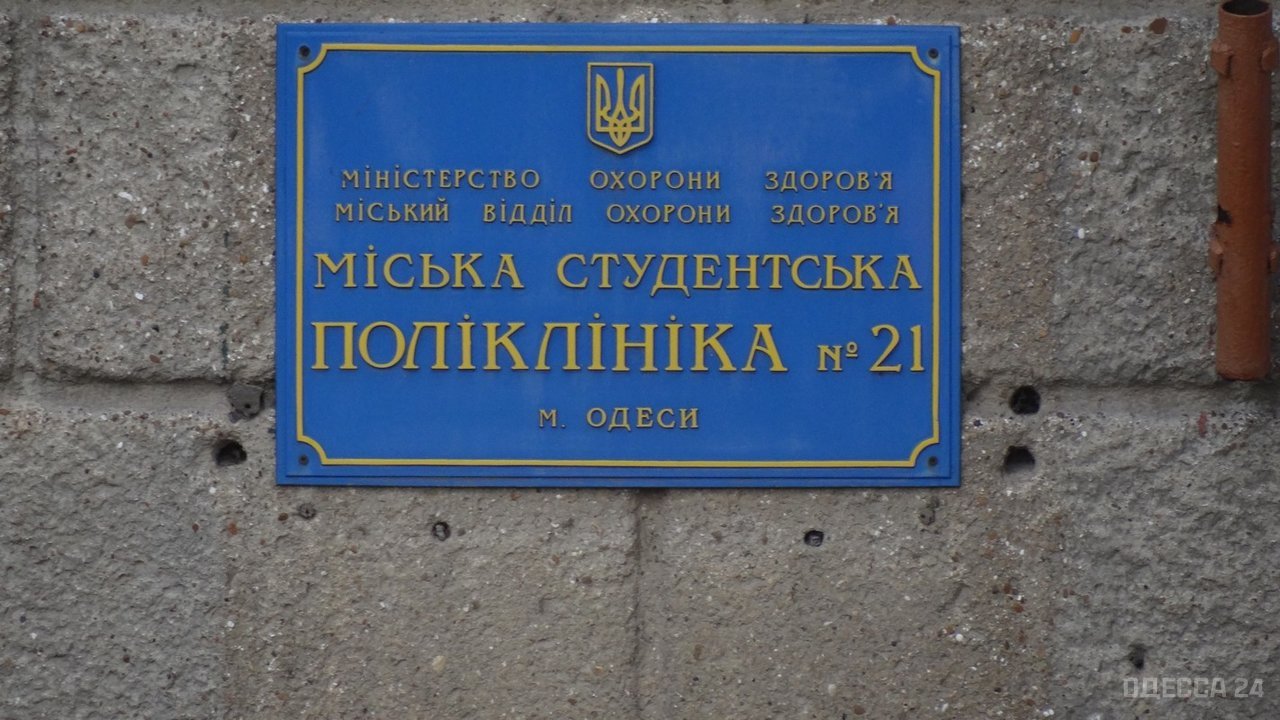 МІНІСТЕРСТВО ОХОРОНИ ЗДОРОВ'Я
МІСЬКИЙ ВІДДІЛ ОХОРОНИ ЗДОРОВ'Я
МІСЬКА СТУДЕНТСЬКА
ПОЛІКЛІНІКА № 21
М. ОДЕСИ
ОДЕССА 24